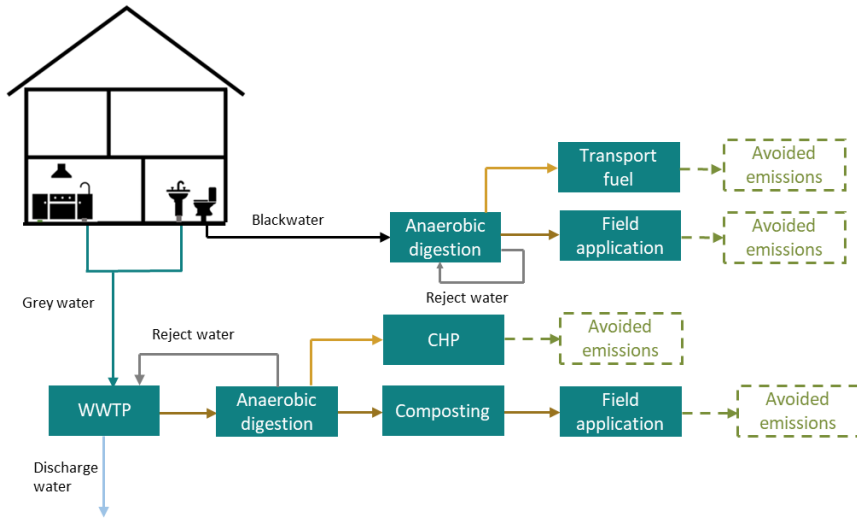 Transport
fuel
Avoided
emissions
Blackwater
Anaerobic
digestion
Field
application
Avoided
emissions
Reject water
Grey water
Reject water
CHP
Avoided
emissions
WWTP
Anaerobic
digestion
Composting
Field
application
Avoided
emissions
Discharge
water